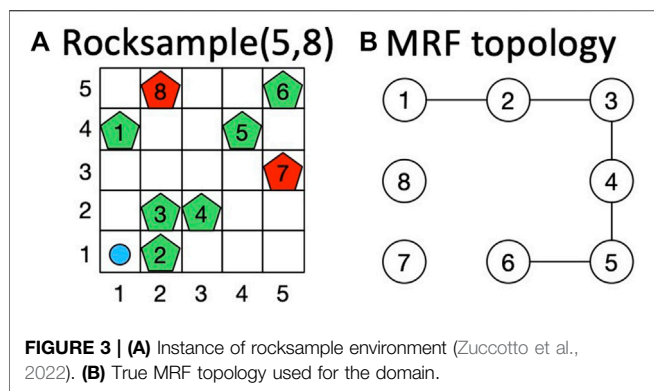 A Rocksample(5,8)
B MRF topology
5 8 6
4 1 5
3 7
2 3 4
1 2
1 2 3 4 5
1 2 3
8 4
7 6 5
FIGURE 3 | (A) Instance of rocksample environment (Zuccotto et al.,
2022). (B) True MRF topology used for the domain.